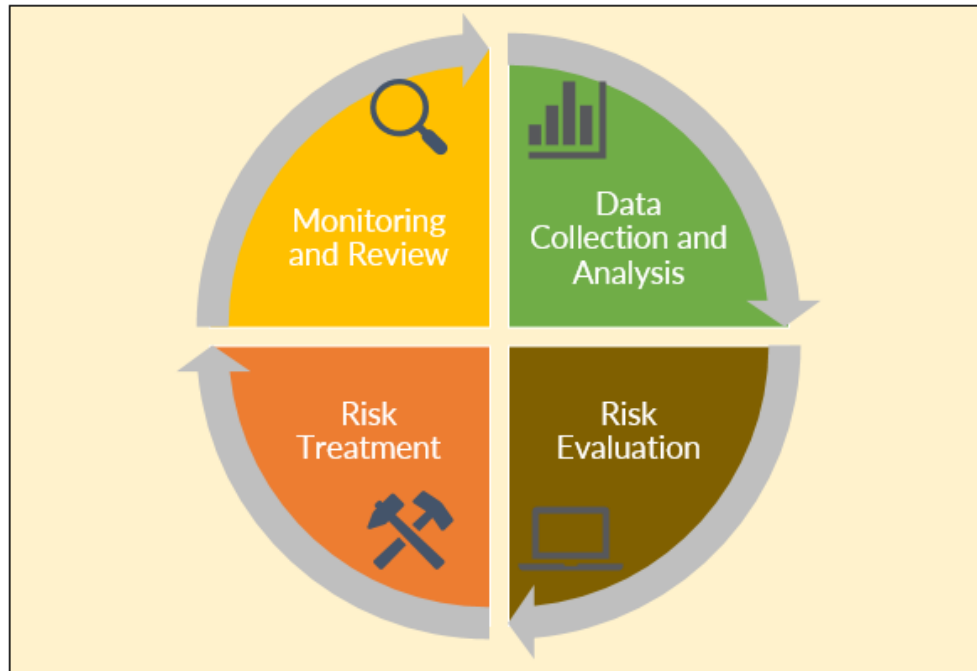 Monitoring
and Review
Data
Collection and
Analysis
Risk
Treatment
Risk
Evaluation